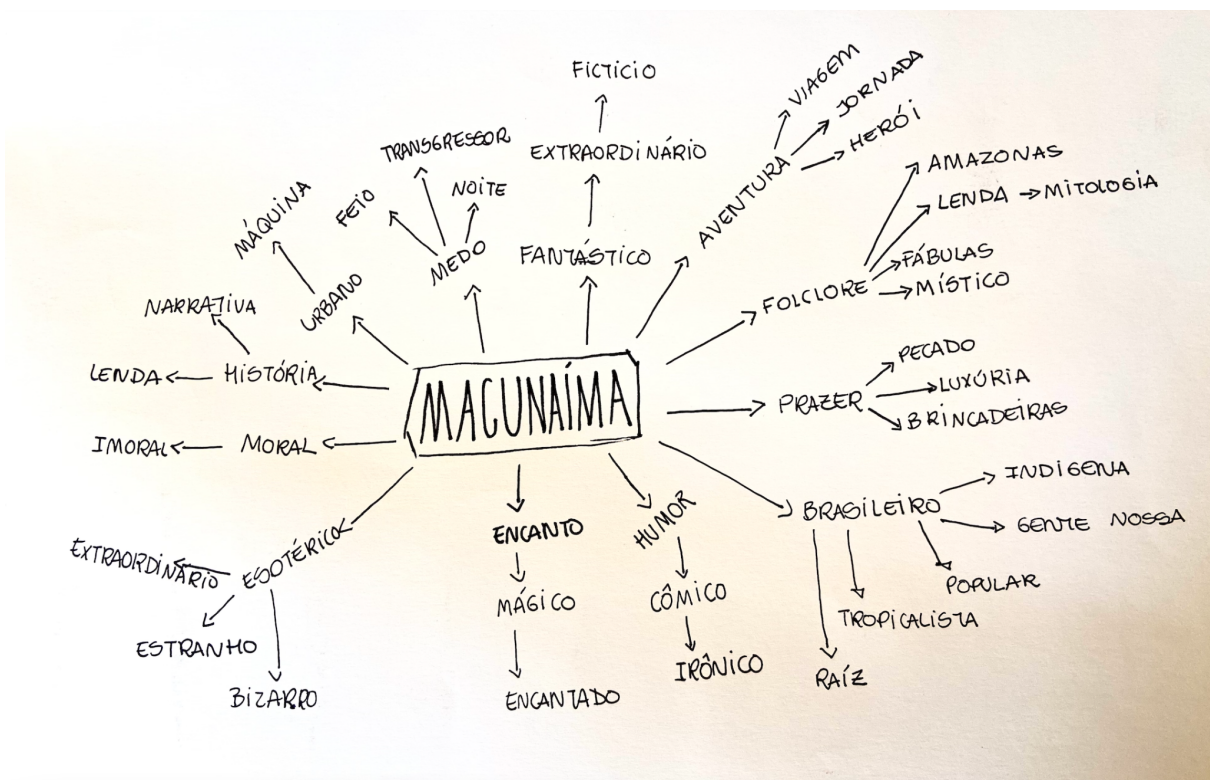 FICTICIO
EXTRAORDINÁRIO
FANTÁSTICO
VIAGEM
JORNADA
HERÓI
AVENTURA
AMAZONAS
LENDA → MITOLOGIA
FÁBULAS
MÍSTICO
FOLCLORE
PECADO
LUXÚRIA
BRINCADEIRAS
PRAZER
INDÍGENA
GENTE NOSSA
POPULAR
TROPICALISTA
RAÍZ
BRASILEIRO
HUMOR
CÔMICO
IRÔNICO
ENCANTO
MÁGICO
ENCANTADO
ESOTÉRICO
EXTRAORDINÁRIO
ESTRANHO
BIZARRO
IMORAL ← MORAL
LENDA ← HISTÓRIA
NARRATIVA
URBANO
MÁQUINA
MEDO
FEIO
TRANSGRESSOR
NOITE
MACUNAÍMA